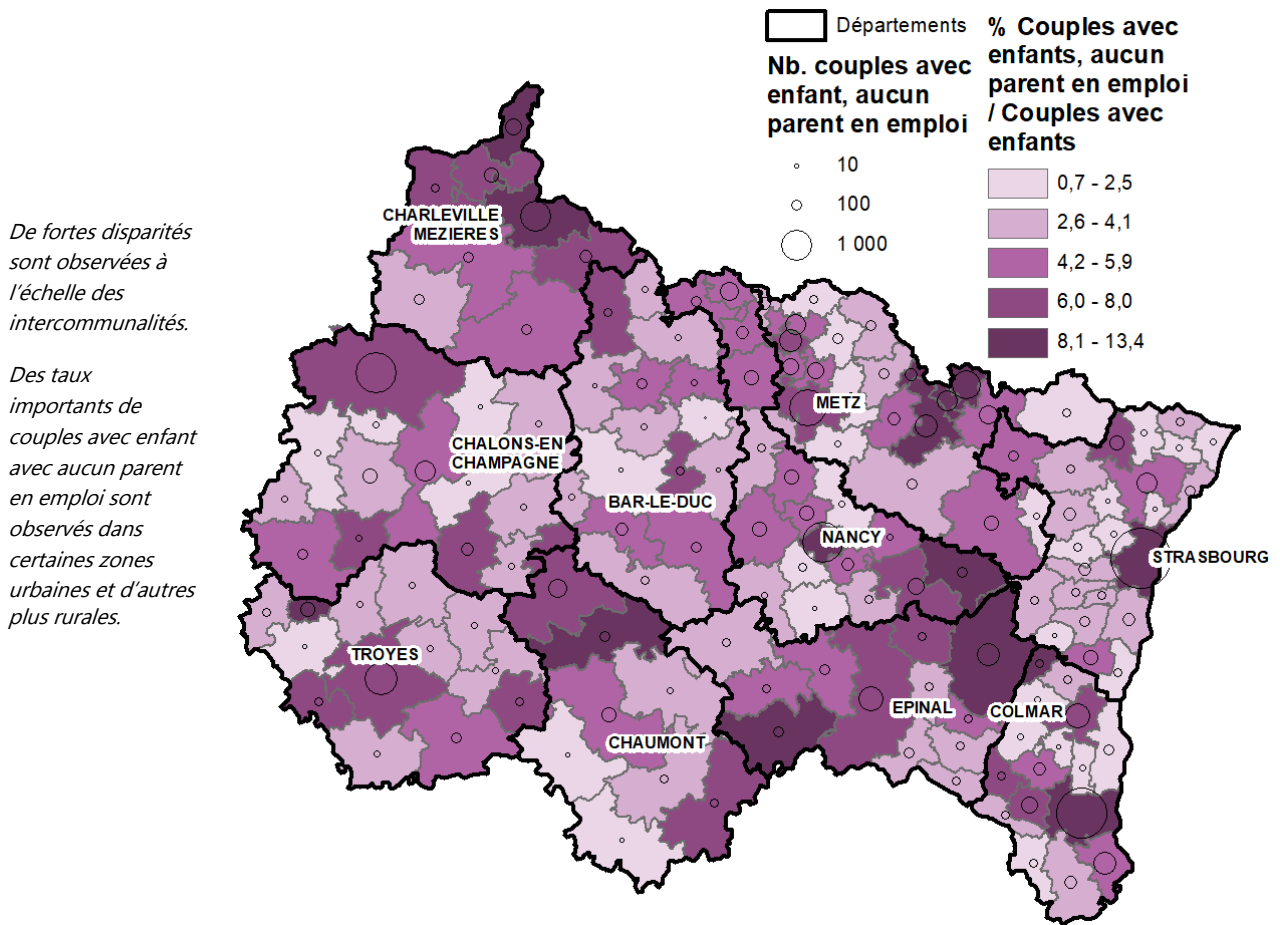 Départements
Nb. couples avec
enfant, aucun
parent en emploi
10
100
1 000
% Couples avec
enfants, aucun
parent en emploi
/ Couples avec
enfants
0,7 - 2,5
2,6 - 4,1
4,2 - 5,9
6,0 - 8,0
8,1 - 13,4
De fortes disparités
sont observées à
l’échelle des
intercommunalités.
Des taux
importants de
couples avec enfant
avec aucun parent
en emploi sont
observés dans
certaines zones
urbaines et d’autres
plus rurales.
CHARLEVILLE
MEZIERES
METZ
CHALONS-EN
CHAMPAGNE
BAR-LE-DUC
NANCY
STRASBOURG
TROYES
EPINAL
COLMAR
CHAUMONT